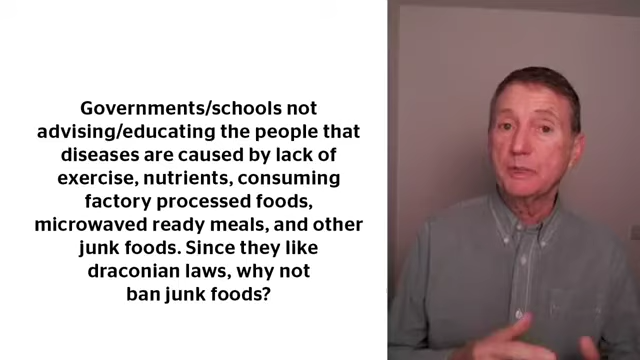 Governments/schools not
advising/educating the people that
diseases are caused by lack of
exercise, nutrients, consuming
factory processed foods,
microwaved ready meals, and other
junk foods. Since they like
draconian laws, why not
ban junk foods?